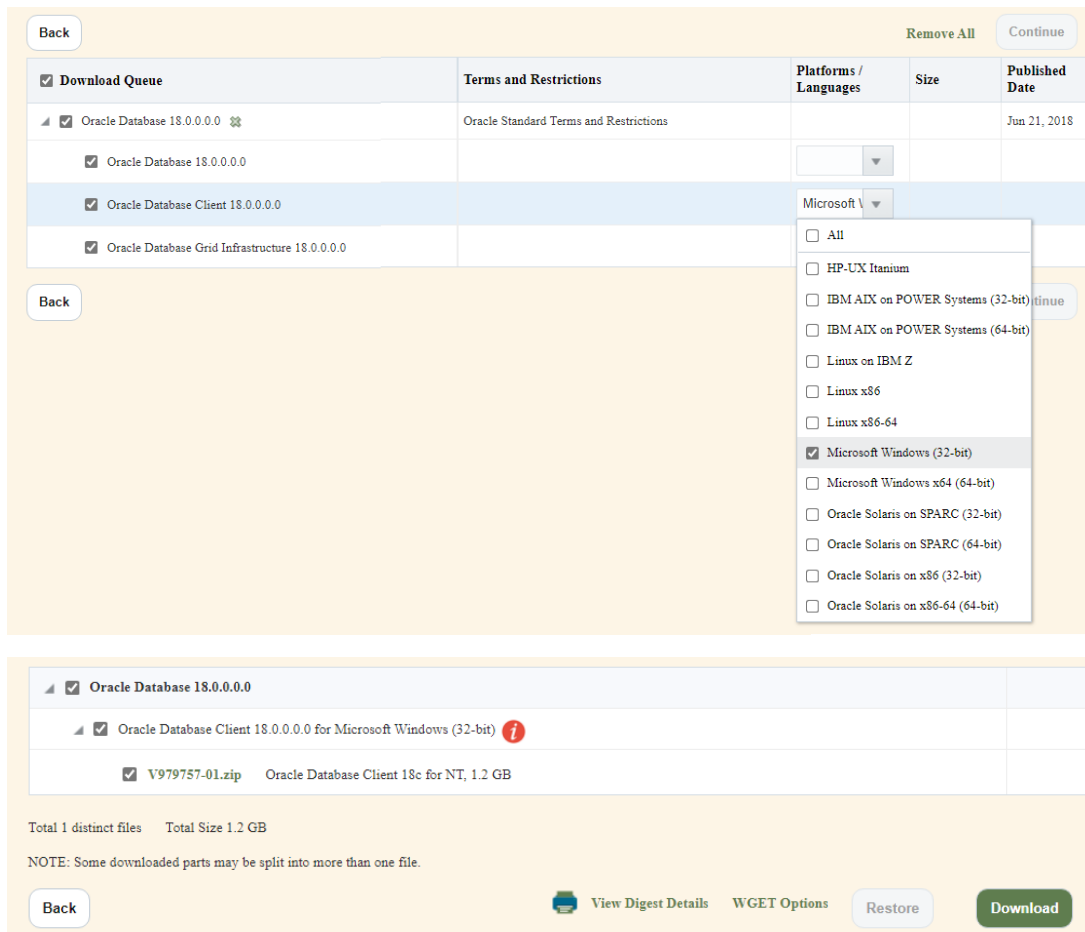 Back
Remove All
Continue
Download Queue
Terms and Restrictions
Platforms /
Languages
Size
Published
Date
Oracle Database 18.0.0.0.0
Oracle Standard Terms and Restrictions
Jun 21, 2018
Oracle Database 18.0.0.0.0
Oracle Database Client 18.0.0.0.0
Microsoft
Oracle Database Grid Infrastructure 18.0.0.0.0
All
HP-UX Itanium
Back
IBM AIX on POWER Systems (32-bit)
tinue
IBM AIX on POWER Systems (64-bit)
Linux on IBM Z
Linux x86
Linux x86-64
Microsoft Windows (32-bit)
Microsoft Windows x64 (64-bit)
Oracle Solaris on SPARC (32-bit)
Oracle Solaris on SPARC (64-bit)
Oracle Solaris on x86 (32-bit)
Oracle Solaris on x86-64 (64-bit)
Oracle Database 18.0.0.0.0
Oracle Database Client 18.0.0.0.0 for Microsoft Windows (32-bit) i
V979757-01.zip Oracle Database Client 18c for NT, 1.2 GB
Total 1 distinct files Total Size 1.2 GB
NOTE: Some downloaded parts may be split into more than one file.
Back
View Digest Details
WGET Options
Restore
Download